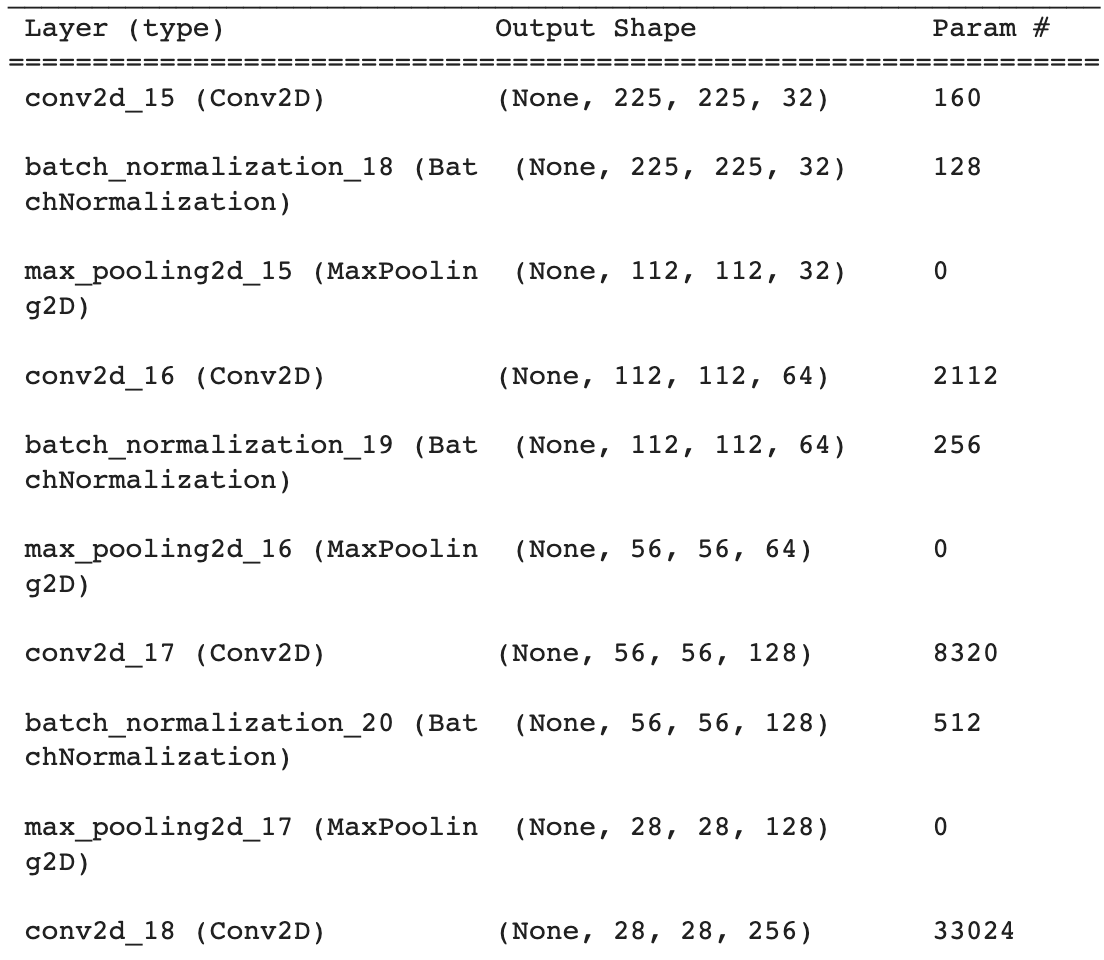 Layer (type) Output Shape Param #
=================================================================
conv2d_15 (Conv2D) (None, 225, 225, 32) 160
batch_normalization_18 (Bat (None, 225, 225, 32) 128
chNormalization)
max_pooling2d_15 (MaxPoolin (None, 112, 112, 32) 0
g2D)
conv2d_16 (Conv2D) (None, 112, 112, 64) 2112
batch_normalization_19 (Bat (None, 112, 112, 64) 256
chNormalization)
max_pooling2d_16 (MaxPoolin (None, 56, 56, 64) 0
g2D)
conv2d_17 (Conv2D) (None, 56, 56, 128) 8320
batch_normalization_20 (Bat (None, 56, 56, 128) 512
chNormalization)
max_pooling2d_17 (MaxPoolin (None, 28, 28, 128) 0
g2D)
conv2d_18 (Conv2D) (None, 28, 28, 256) 33024